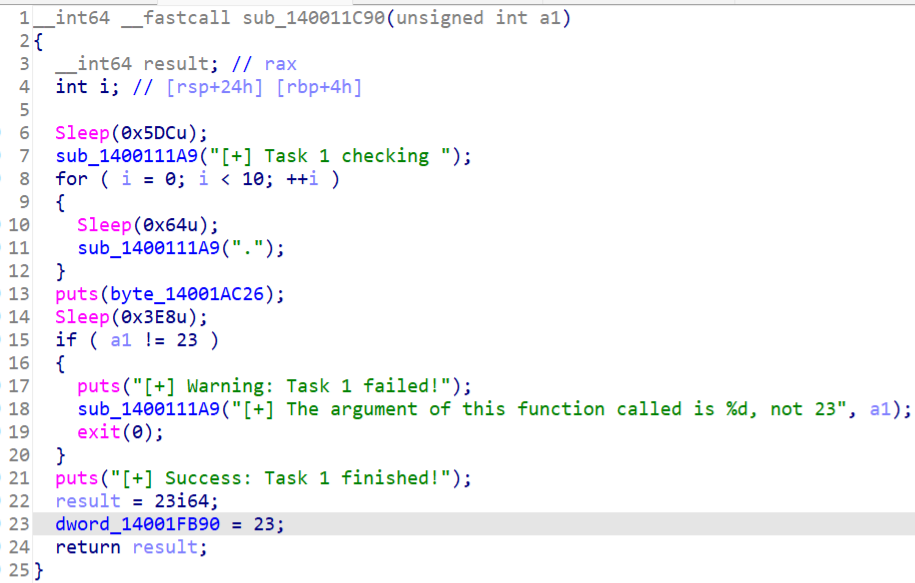 1 __int64 __fastcall sub_140011C90(unsigned int a1)
2 {
3   __int64 result; // rax
4   int i; // [rsp+24h] [rbp+4h]
5
6   Sleep(0x5DCu);
7   sub_1400111A9("[+] Task 1 checking ");
8   for ( i = 0; i < 10; ++i )
9   {
10     Sleep(0x64u);
11     sub_1400111A9(".");
12   }
13   puts(byte_14001AC26);
14   Sleep(0x3E8u);
15   if ( a1 != 23 )
16   {
17     puts("[+] Warning: Task 1 failed!");
18     sub_1400111A9("[+] The argument of this function called is %d, not 23", a1);
19     exit(0);
20   }
21   puts("[+] Success: Task 1 finished!");
22   result = 23i64;
23   dword_14001FB90 = 23;
24   return result;
25 }